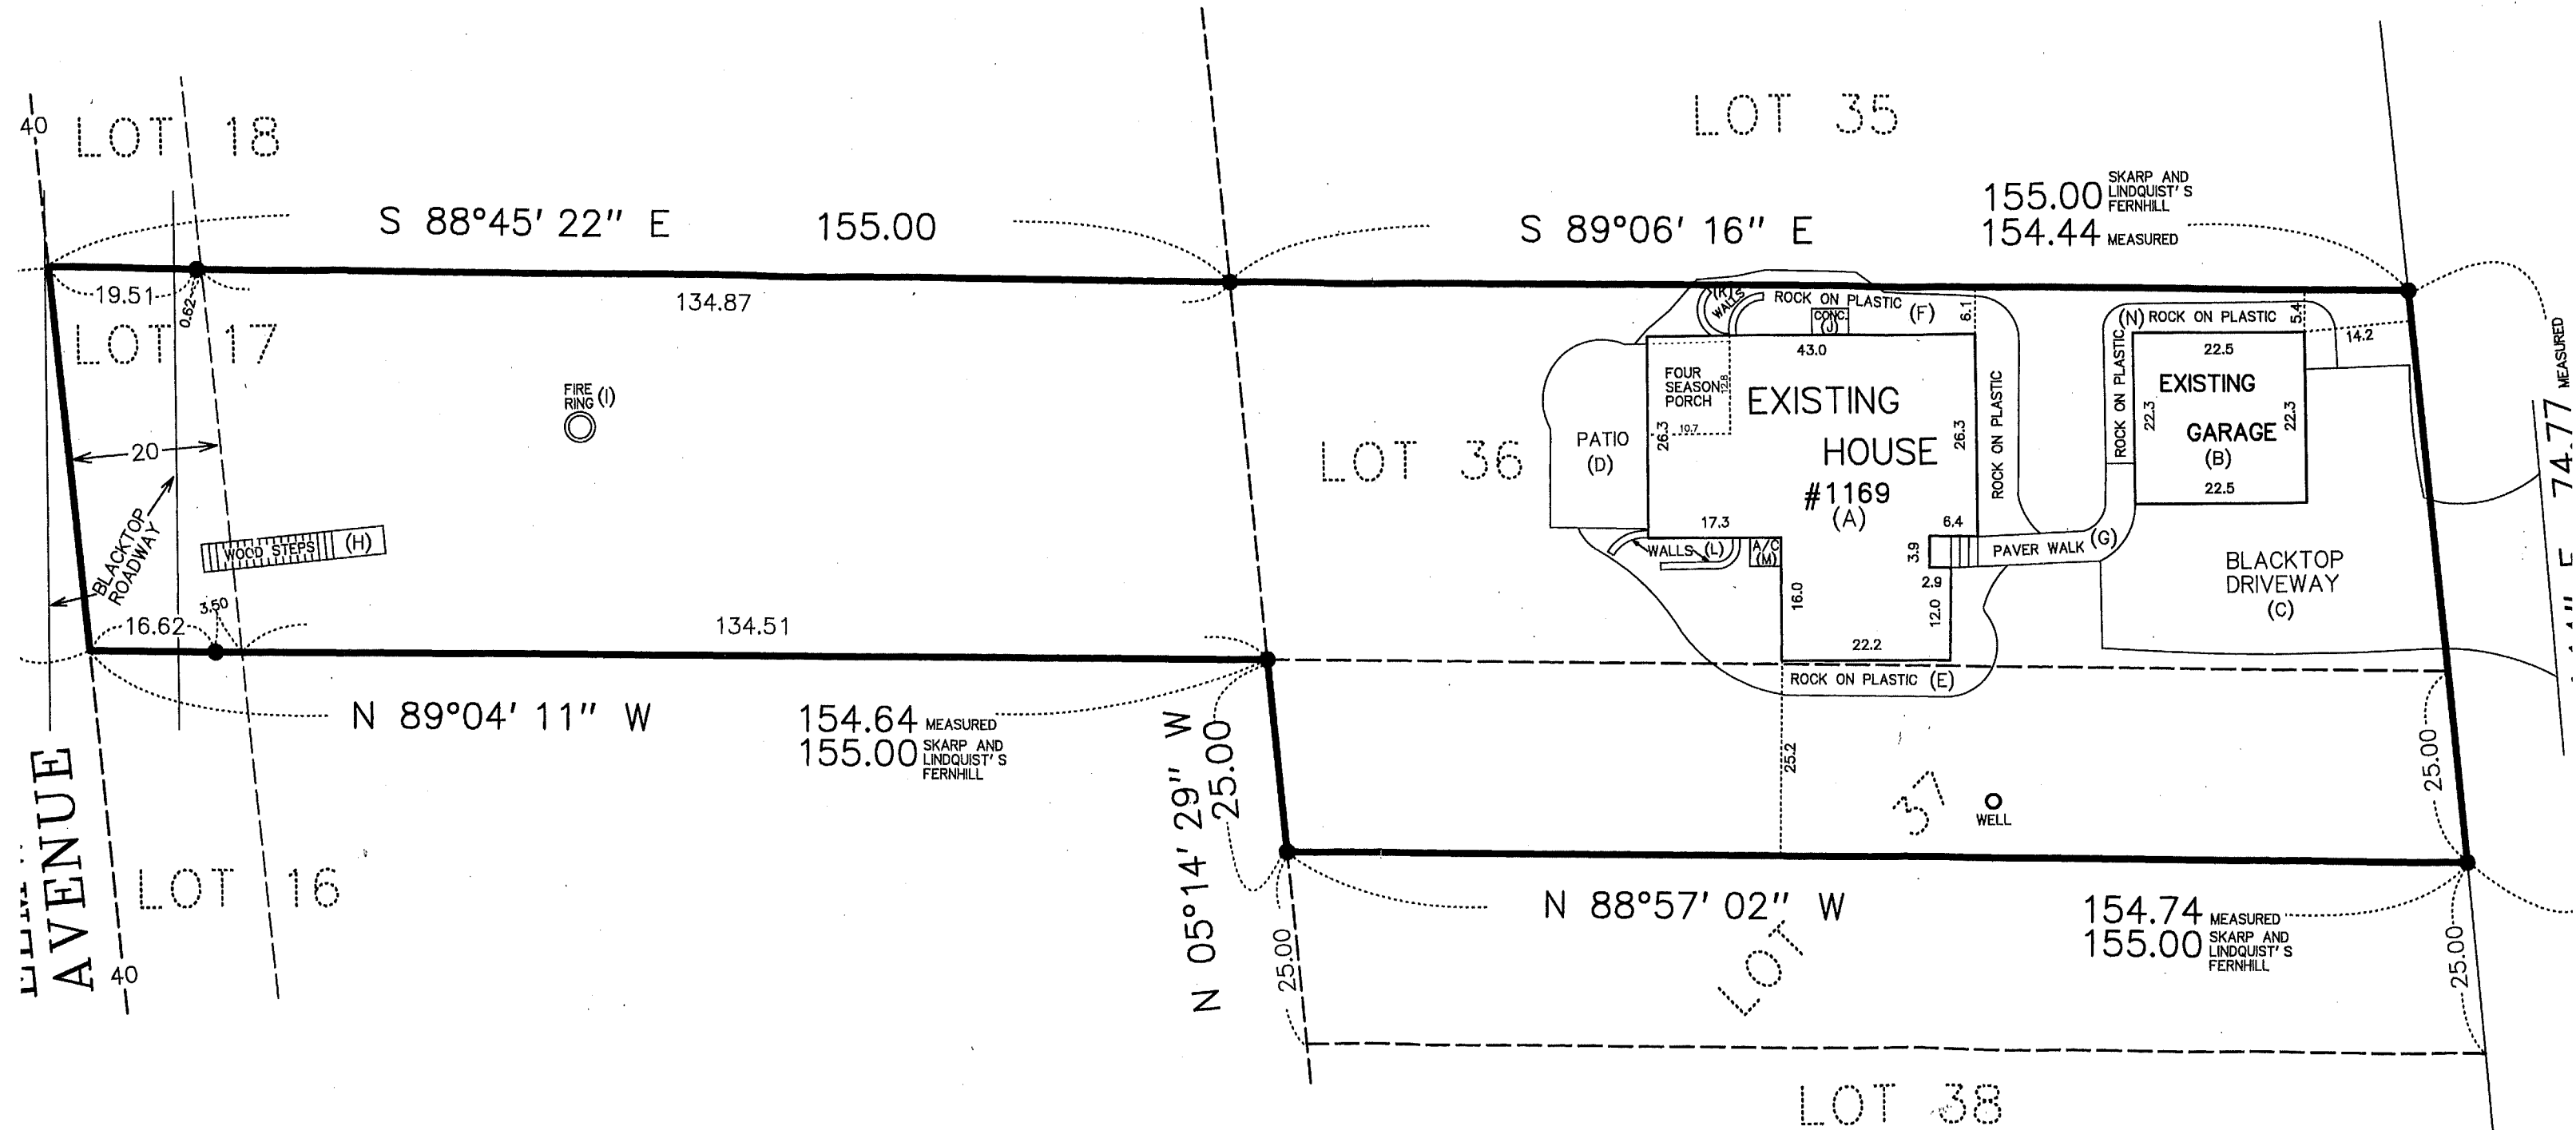 40
LOT 18
LOT 35
155.00 SKARP AND
LINDQUIST'S
FERNHILL
154.44 MEASURED
S 88°45'22" E 155.00
S 89°06'16" E
19.51
0.62
134.87
LOT 17
20
BLACKTOP
ROADWAY
FIRE
RING (I)
WOOD STEPS (H)
16.62
3.50
134.51
N 89°04'11" W
154.64 MEASURED
155.00 SKARP AND
LINDQUIST'S
FERNHILL
AVENUE
LOT 16
40
LOT 36
(K)
WALLS
ROCK ON PLASTIC (F)
CONC.
(J)
6.1
43.0
FOUR
SEASON
PORCH
12.8
10.7
EXISTING
HOUSE
#1169
(A)
PATIO
(D)
26.3
26.3
ROCK ON PLASTIC
17.3
WALLS (L)
A/C
(M)
6.4
3.9
2.9
16.0
12.0
22.2
PAVER WALK (G)
ROCK ON PLASTIC (E)
(N) ROCK ON PLASTIC
ROCK ON PLASTIC
5.4
14.2
22.5
EXISTING
GARAGE
(B)
22.3
22.3
22.5
BLACKTOP
DRIVEWAY
(C)
74.77 MEASURED
N 05°14'29" W
25.00
25.2
25.00
LOT 37
WELL
N 88°57'02" W
154.74 MEASURED
155.00 SKARP AND
LINDQUIST'S
FERNHILL
25.00
25.00
LOT 38